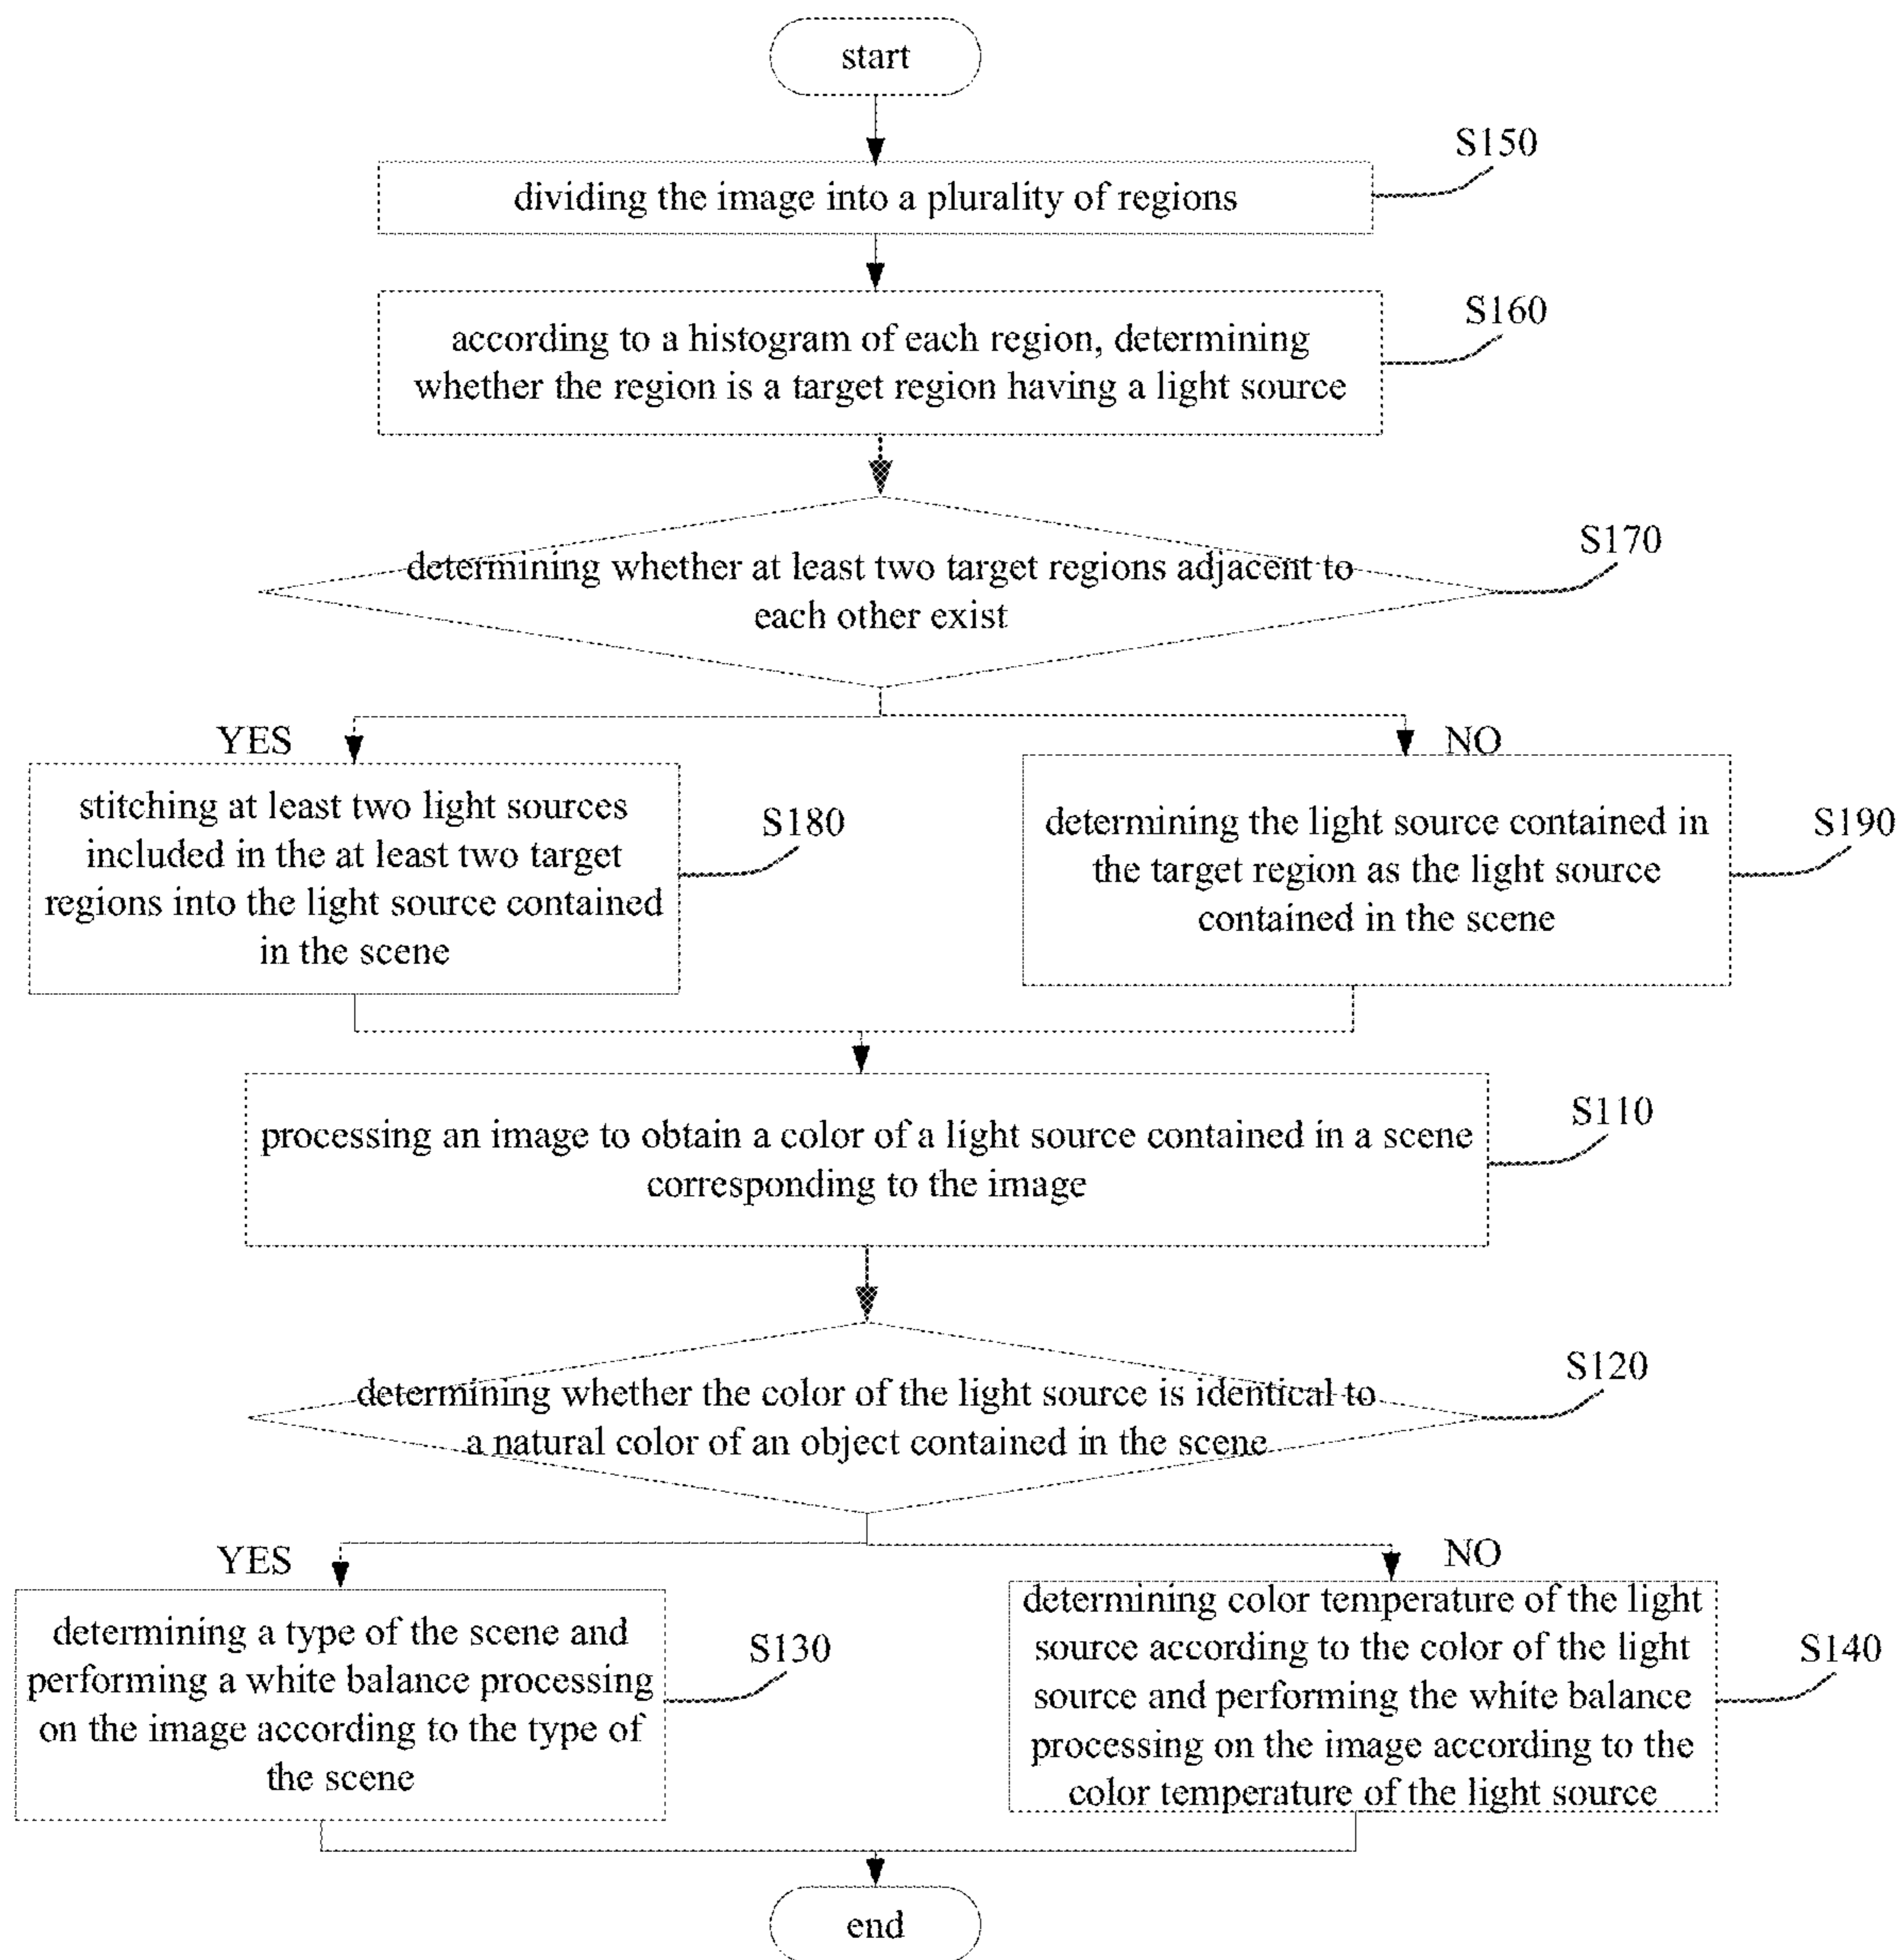 start
S150
dividing the image into a plurality of regions
S160
according to a histogram of each region, determining
whether the region is a target region having a light source
S170
determining whether at least two target regions adjacent to
each other exist
YES
NO
stitching at least two light sources
included in the at least two target
regions into the light source contained
in the scene
S180
determining the light source contained in
the target region as the light source
contained in the scene
S190
processing an image to obtain a color of a light source contained in a scene
corresponding to the image
S110
determining whether the color of the light source is identical to
a natural color of an object contained in the scene
S120
YES
NO
determining a type of the scene and
performing a white balance processing
on the image according to the type of
the scene
S130
determining color temperature of the light
source according to the color of the light
source and performing the white balance
processing on the image according to the
color temperature of the light source
S140
end